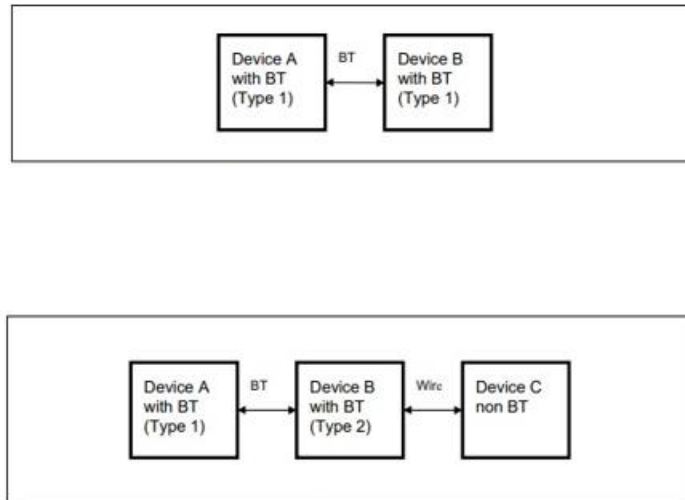 Device A
with BT
(Type 1)
BT
Device B
with BT
(Type 1)
Device A
with BT
(Type 1)
BT
Device B
with BT
(Type 2)
Wire
Device C
non BT